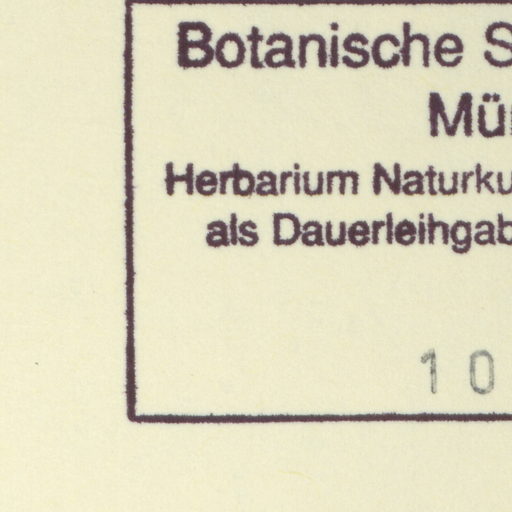 Botanische S
Mü
Herbarium Naturku
als Dauerleihgab
10